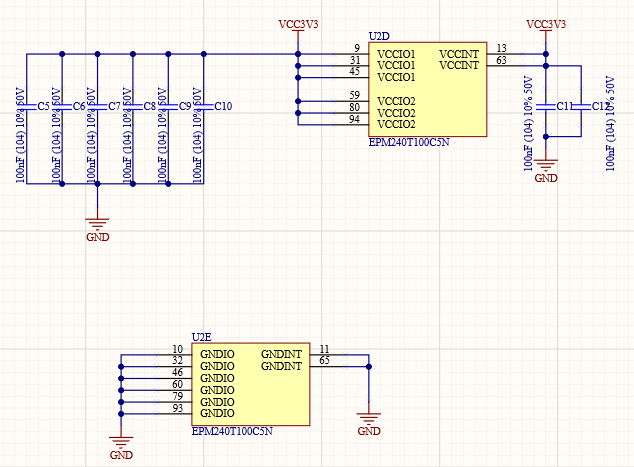 VCC3V3
VCC3V3
U2D
9 VCCIO1 VCCINT 13
31 VCCIO1 VCCINT 63
45 VCCIO1
59 VCCIO2
80 VCCIO2
94 VCCIO2
EPM240T100C5N
C5
100nF (104) 10% 50V
C6
100nF (104) 10% 50V
C7
100nF (104) 10% 50V
C8
100nF (104) 10% 50V
C9
100nF (104) 10% 50V
C10
100nF (104) 10% 50V
C11
100nF (104) 10% 50V
C12
100nF (104) 10% 50V
GND
GND
U2E
10 GNDIO GNDINT 11
32 GNDIO GNDINT 65
46 GNDIO
60 GNDIO
79 GNDIO
93 GNDIO
EPM240T100C5N
GND
GND